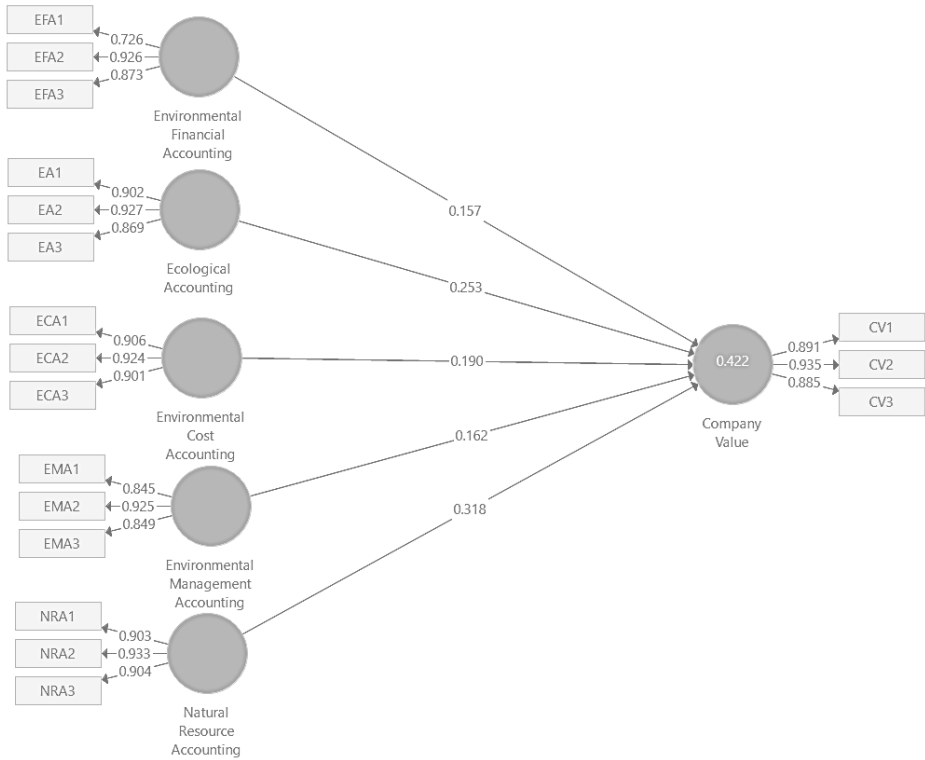 EFA1
0.726
EFA2
0.926
EFA3
0.873
Environmental
Financial
Accounting
0.157
EA1
0.902
EA2
0.927
EA3
0.869
Ecological
Accounting
0.253
ECA1
0.906
ECA2
0.924
ECA3
0.901
Environmental
Cost
Accounting
0.190
EMA1
0.845
EMA2
0.925
EMA3
0.849
Environmental
Management
Accounting
0.162
NRA1
0.903
NRA2
0.933
NRA3
0.904
Natural
Resource
Accounting
0.318
0.422
Company
Value
0.891
CV1
0.935
CV2
0.885
CV3